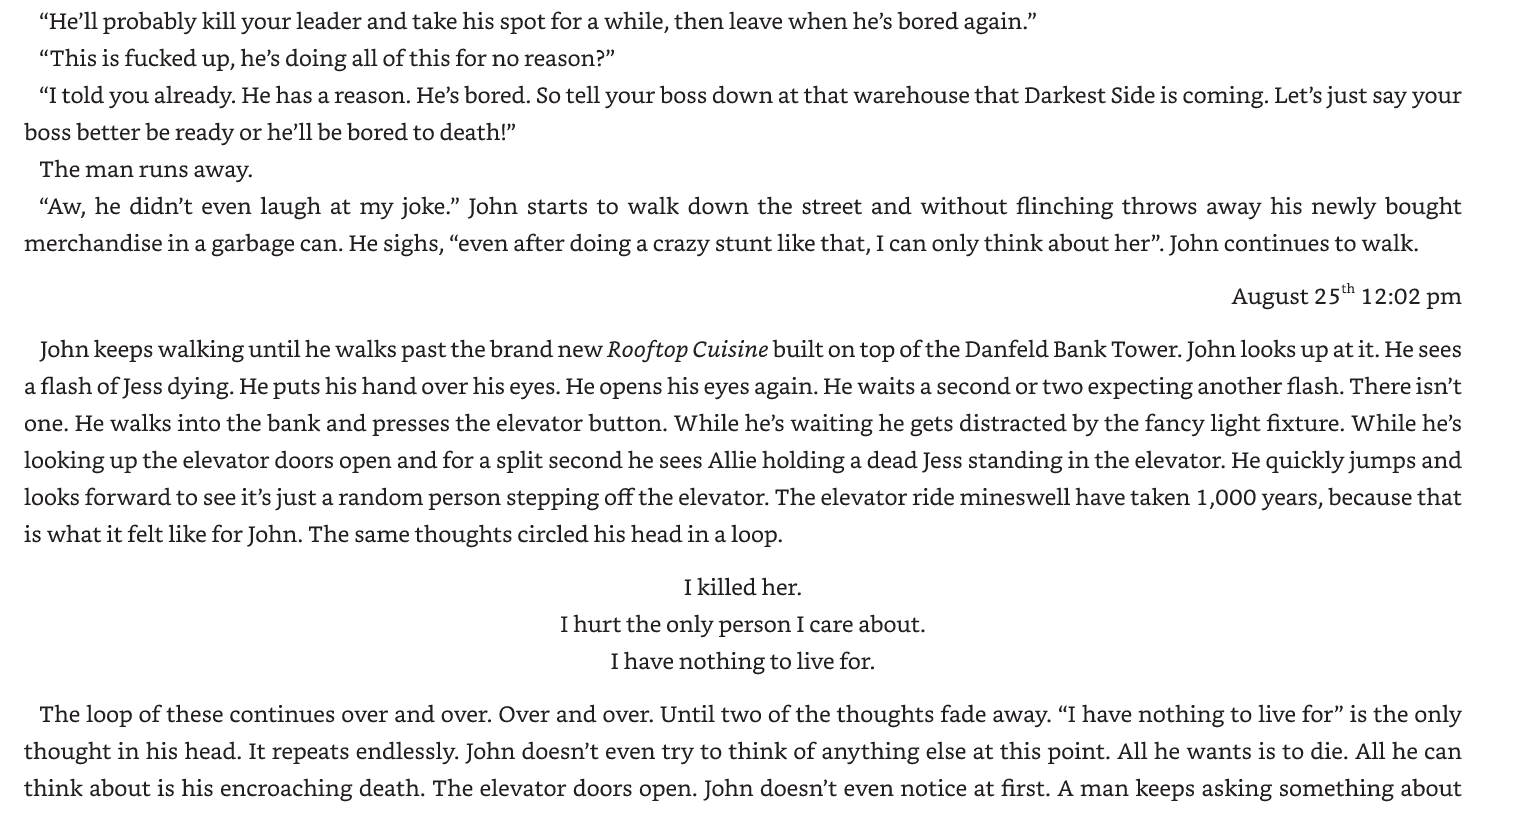 “He’ll probably kill your leader and take his spot for a while, then leave when he’s bored again.”
“This is fucked up, he’s doing all of this for no reason?”
“I told you already. He has a reason. He’s bored. So tell your boss down at that warehouse that Darkest Side is coming. Let’s just say your
boss better be ready or he’ll be bored to death!”
The man runs away.
“Aw, he didn’t even laugh at my joke.” John starts to walk down the street and without flinching throws away his newly bought
merchandise in a garbage can. He sighs, “even after doing a crazy stunt like that, I can only think about her”. John continues to walk.
August 25th 12:02 pm
John keeps walking until he walks past the brand new Rooftop Cuisine built on top of the Danfeld Bank Tower. John looks up at it. He sees
a flash of Jess dying. He puts his hand over his eyes. He opens his eyes again. He waits a second or two expecting another flash. There isn’t
one. He walks into the bank and presses the elevator button. While he’s waiting he gets distracted by the fancy light fixture. While he’s
looking up the elevator doors open and for a split second he sees Allie holding a dead Jess standing in the elevator. He quickly jumps and
looks forward to see it’s just a random person stepping off the elevator. The elevator ride mineswell have taken 1,000 years, because that
is what it felt like for John. The same thoughts circled his head in a loop.
I killed her.
I hurt the only person I care about.
I have nothing to live for.
The loop of these continues over and over. Over and over. Until two of the thoughts fade away. “I have nothing to live for” is the only
thought in his head. It repeats endlessly. John doesn’t even try to think of anything else at this point. All he wants is to die. All he can
think about is his encroaching death. The elevator doors open. John doesn’t even notice at first. A man keeps asking something about